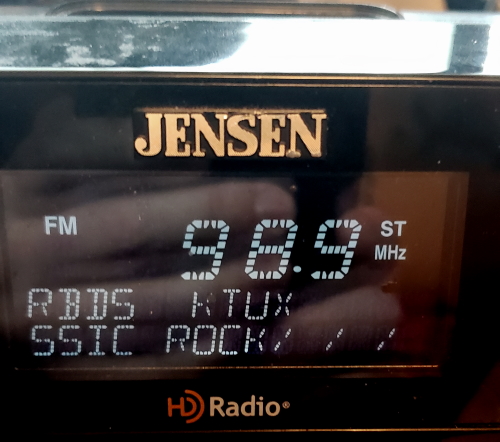 JENSEN
FM 98.9 ST
MHz
RBDS KTUX
SSIC ROCK/ / /
HD Radio®